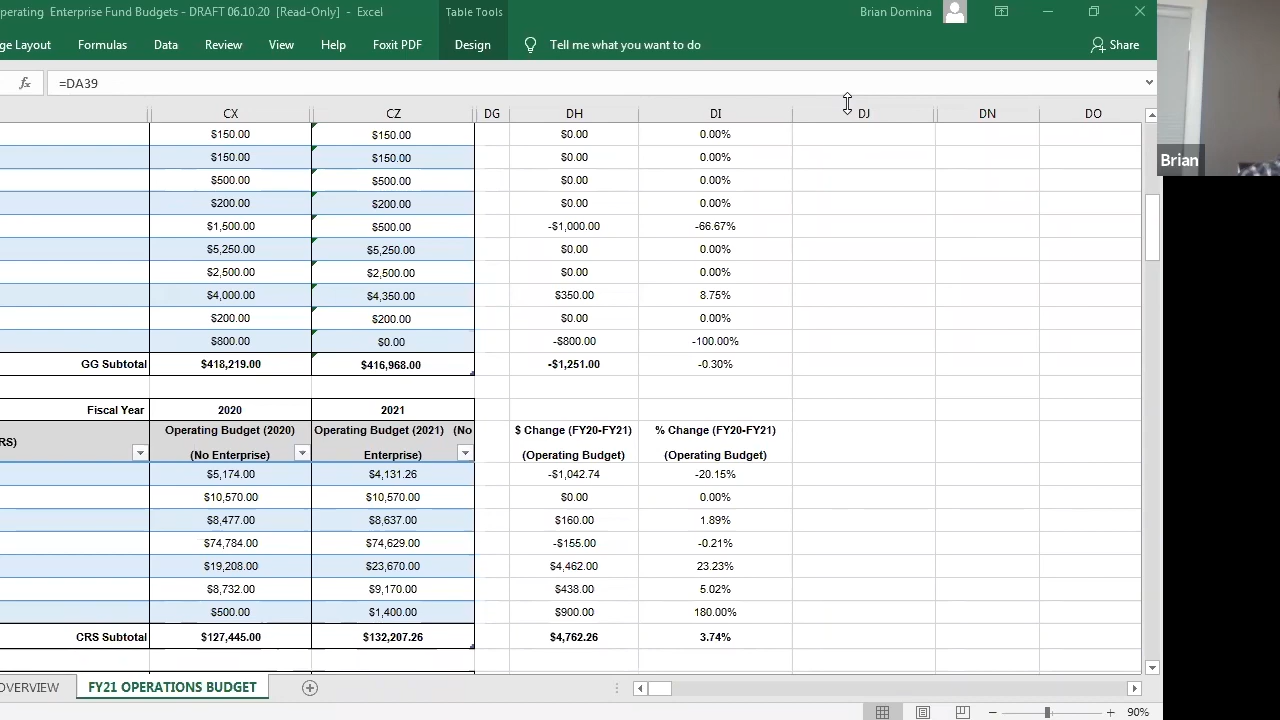 Operating Enterprise Fund Budgets - DRAFT 06.10.20 [Read-Only] - Excel Table Tools Brian Domina
ge Layout Formulas Data Review View Help Foxit PDF Design Tell me what you want to do Share
fx =DA39
CX CZ DG DH DI DJ DN DO
$150.00 $150.00 $0.00 0.00%
$150.00 $150.00 $0.00 0.00%
$500.00 $500.00 $0.00 0.00%
$200.00 $200.00 $0.00 0.00%
$1,500.00 $500.00 -$1,000.00 -66.67%
$5,250.00 $5,250.00 $0.00 0.00%
$2,500.00 $2,500.00 $0.00 0.00%
$4,000.00 $4,350.00 $350.00 8.75%
$200.00 $200.00 $0.00 0.00%
$800.00 $0.00 -$800.00 -100.00%
GG Subtotal $418,219.00 $416,968.00 -$1,251.00 -0.30%
Fiscal Year 2020 2021
RS) Operating Budget (2020) Operating Budget (2021) (No $ Change (FY20-FY21) % Change (FY20-FY21)
(No Enterprise) Enterprise) (Operating Budget) (Operating Budget)
$5,174.00 $4,131.26 -$1,042.74 -20.15%
$10,570.00 $10,570.00 $0.00 0.00%
$8,477.00 $8,637.00 $160.00 1.89%
$74,784.00 $74,629.00 -$155.00 -0.21%
$19,208.00 $23,670.00 $4,462.00 23.23%
$8,732.00 $9,170.00 $438.00 5.02%
$500.00 $1,400.00 $900.00 180.00%
CRS Subtotal $127,445.00 $132,207.26 $4,762.26 3.74%
OVERVIEW FY21 OPERATIONS BUDGET
90%
Brian